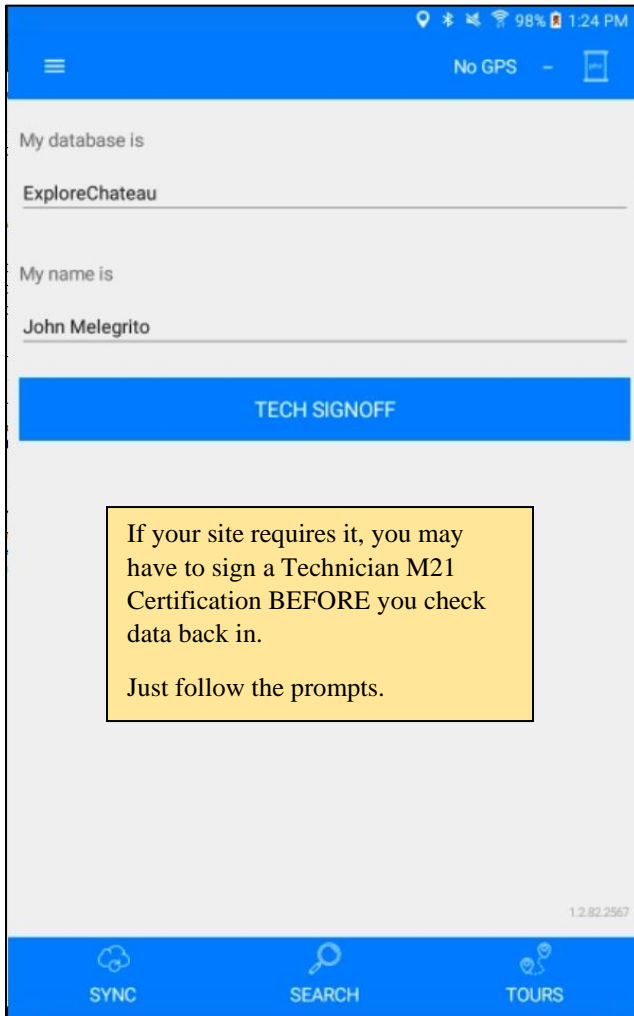 98% 1:24 PM
No GPS –
My database is
ExploreChateau
My name is
John Melegrito
TECH SIGNOFF
If your site requires it, you may
have to sign a Technician M21
Certification BEFORE you check
data back in.
Just follow the prompts.
1.2.82.2567
SYNC SEARCH TOURS